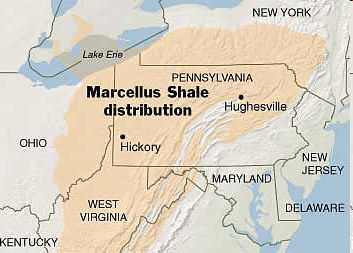 NEW YORK
Lake Erie
PENNSYLVANIA
Marcellus Shale
distribution
Hughesville
OHIO
Hickory
NEW
JERSEY
MARYLAND
WEST
VIRGINIA
DELAWARE
KENTUCKY